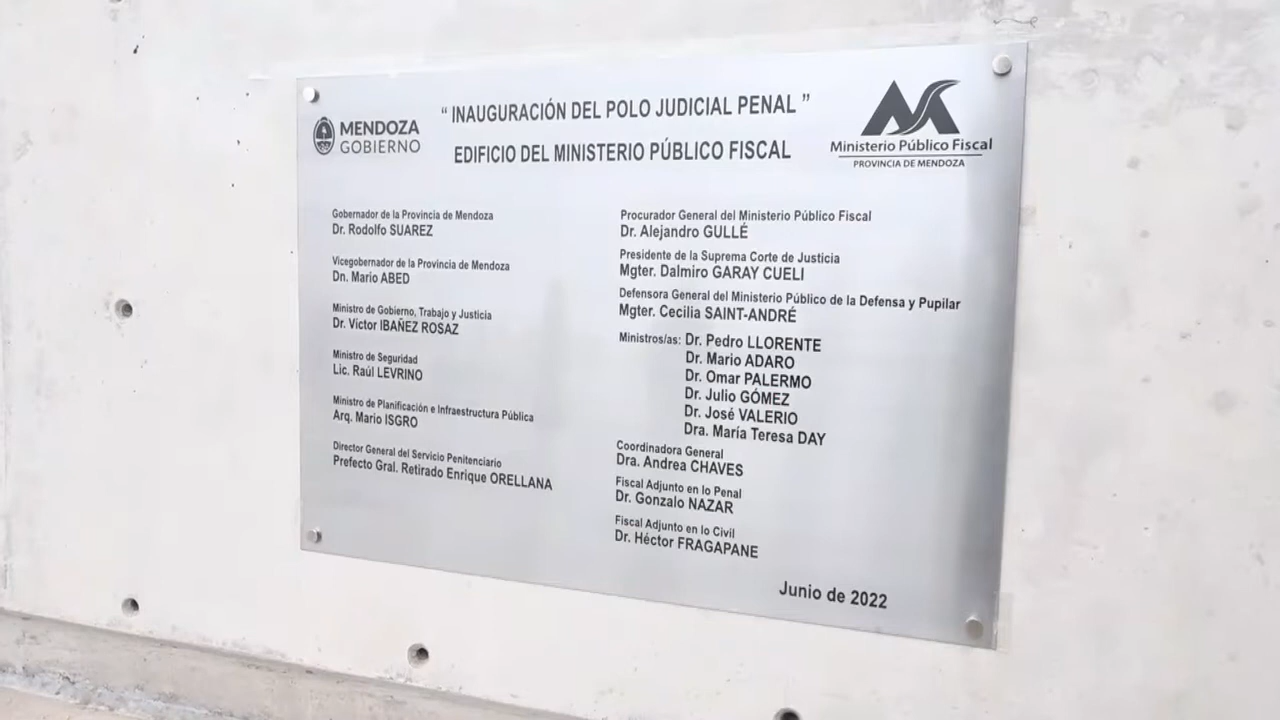 MENDOZA
GOBIERNO
“ INAUGURACIÓN DEL POLO JUDICIAL PENAL ”
EDIFICIO DEL MINISTERIO PÚBLICO FISCAL
Ministerio Público Fiscal
PROVINCIA DE MENDOZA
Gobernador de la Provincia de Mendoza
Dr. Rodolfo SUAREZ
Vicegobernador de la Provincia de Mendoza
Dn. Mario ABED
Ministro de Gobierno, Trabajo y Justicia
Dr. Victor IBAÑEZ ROSAZ
Ministro de Seguridad
Lic. Raúl LEVRINO
Ministro de Planificación e Infraestructura Pública
Arq. Mario ISGRO
Director General del Servicio Penitenciario
Prefecto Gral. Retirado Enrique ORELLANA
Procurador General del Ministerio Público Fiscal
Dr. Alejandro GULLÉ
Presidente de la Suprema Corte de Justicia
Mgter. Dalmiro GARAY CUELI
Defensora General del Ministerio Público de la Defensa y Pupilar
Mgter. Cecilia SAINT-ANDRÉ
Ministros/as: Dr. Pedro LLORENTE
Dr. Mario ADARO
Dr. Omar PALERMO
Dr. Julio GÓMEZ
Dr. José VALERIO
Dra. María Teresa DAY
Coordinadora General
Dra. Andrea CHAVES
Fiscal Adjunto en lo Penal
Dr. Gonzalo NAZAR
Fiscal Adjunto en lo Civil
Dr. Héctor FRAGAPANE
Junio de 2022